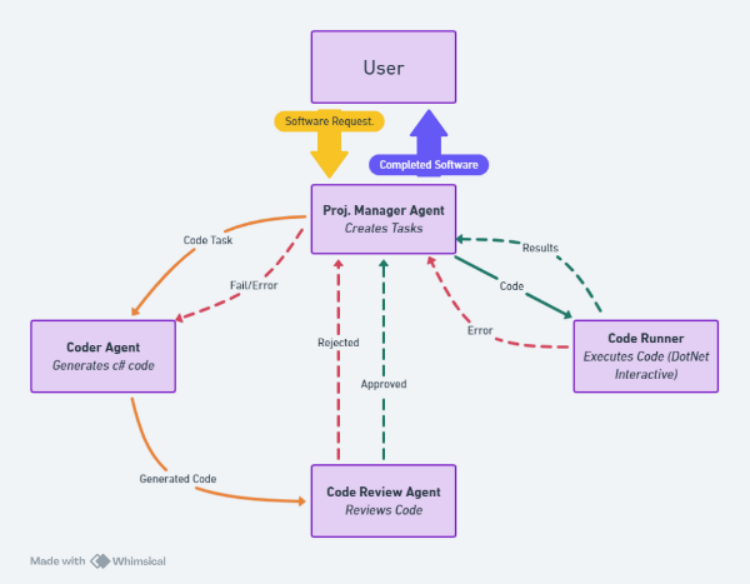 User
Software Request.
Completed Software
Proj. Manager Agent
Creates Tasks
Code Task
Results
Fail/Error
Code
Error
Rejected
Approved
Coder Agent
Generates c# code
Code Runner
Executes Code (DotNet
Interactive)
Generated Code
Code Review Agent
Reviews Code
Made with Whimsical